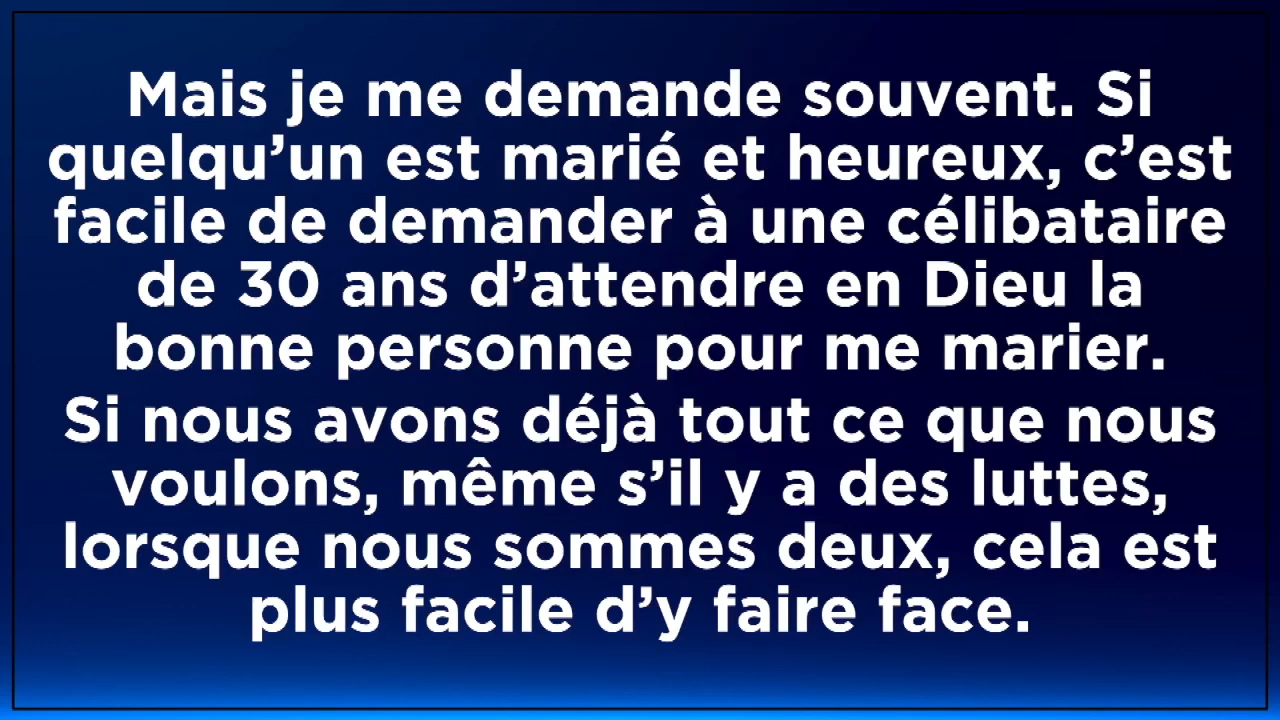 Mais je me demande souvent. Si
quelqu’un est marié et heureux, c’est
facile de demander à une célibataire
de 30 ans d’attendre en Dieu la
bonne personne pour me marier.
Si nous avons déjà tout ce que nous
voulons, même s’il y a des luttes,
lorsque nous sommes deux, cela est
plus facile d’y faire face.